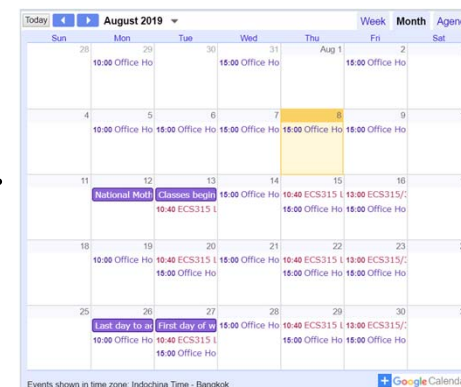 Today August 2019 Week Month Agen
Sun Mon Tue Wed Thu Fri Sat
28 29 30 31 Aug 1 2
10:00 Office Ho 15:00 Office Ho 15:00 Office Ho
4 5 6 7 8 9
10:00 Office Ho 15:00 Office Ho 15:00 Office Ho 15:00 Office Ho 15:00 Office Ho
11 12 13 14 15 16
National Moth Classes begin 15:00 Office Ho 10:40 ECS315 L 13:00 ECS315/
10:40 ECS315 L 15:00 Office Ho 15:00 Office Ho
18 19 20 21 22 23
10:00 Office Ho 10:40 ECS315 L 15:00 Office Ho 10:40 ECS315 L 13:00 ECS315/
15:00 Office Ho 15:00 Office Ho 15:00 Office Ho
25 26 27 28 29 30
Last day to ad First day of w 15:00 Office Ho 10:40 ECS315 L 13:00 ECS315/
10:00 Office Ho 10:40 ECS315 L 15:00 Office Ho 15:00 Office Ho
15:00 Office Ho
Events shown in time zone: Indochina Time - Bangkok + Google Calenda